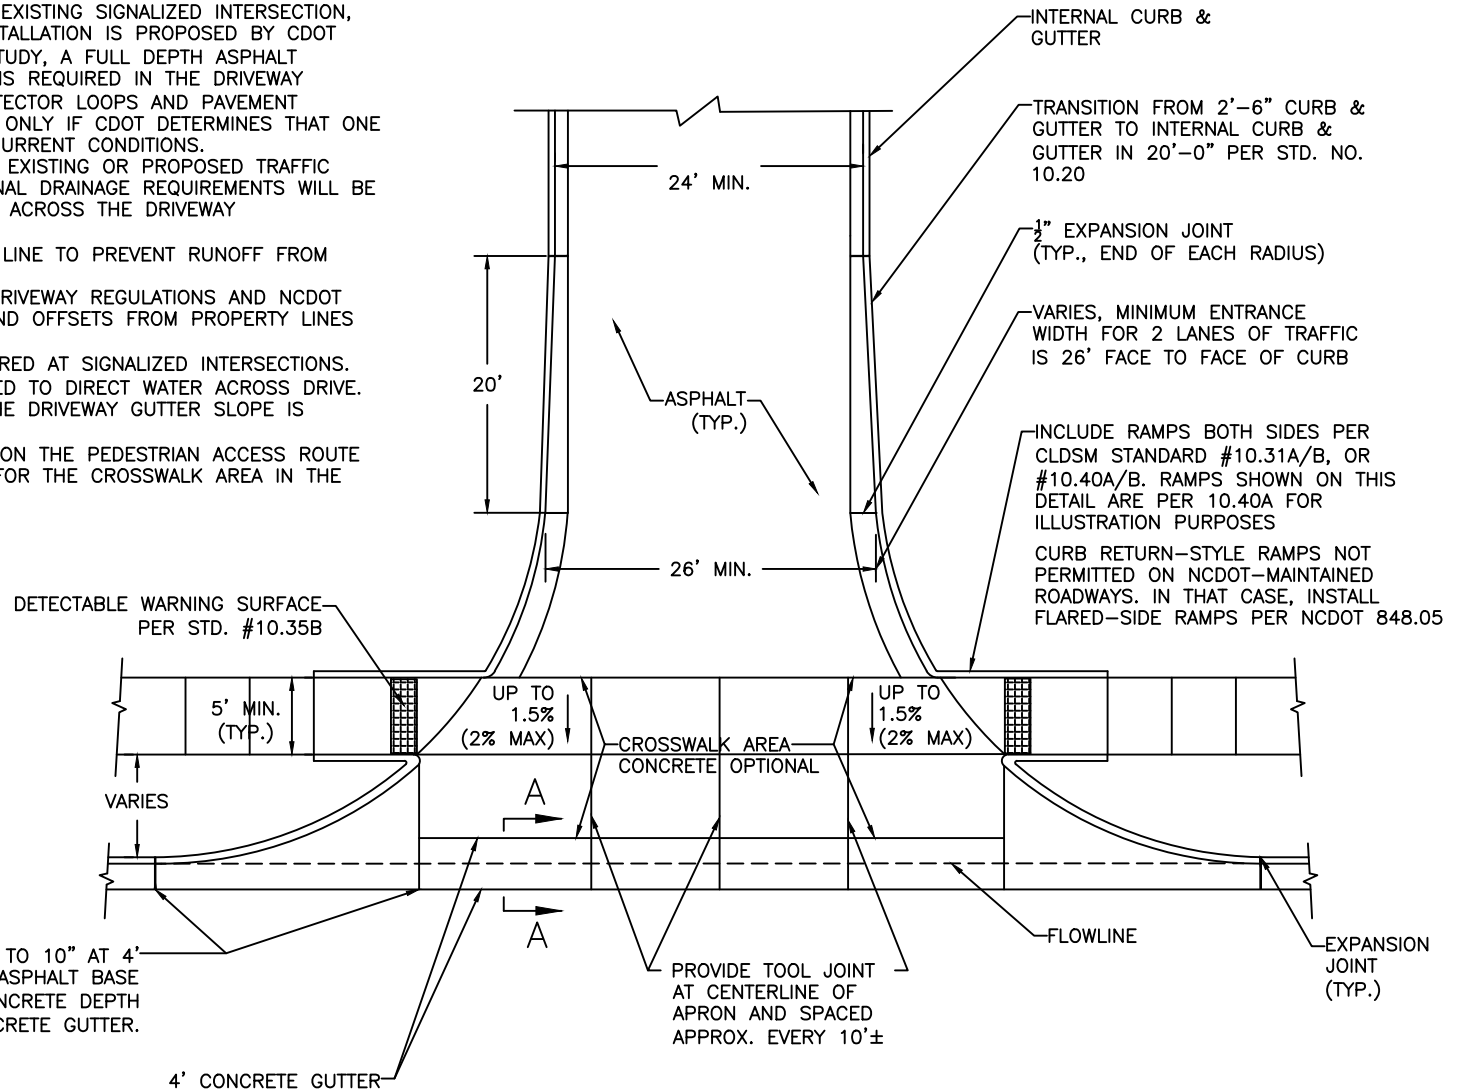 EXISTING SIGNALIZED INTERSECTION,
STALLATION IS PROPOSED BY CDOT
TUDY, A FULL DEPTH ASPHALT
IS REQUIRED IN THE DRIVEWAY
TECTOR LOOPS AND PAVEMENT
ONLY IF CDOT DETERMINES THAT ONE
URRENT CONDITIONS.
EXISTING OR PROPOSED TRAFFIC
NAL DRAINAGE REQUIREMENTS WILL BE
ACROSS THE DRIVEWAY
LINE TO PREVENT RUNOFF FROM
RIVEWAY REGULATIONS AND NCDOT
ND OFFSETS FROM PROPERTY LINES
RED AT SIGNALIZED INTERSECTIONS.
ED TO DIRECT WATER ACROSS DRIVE.
HE DRIVEWAY GUTTER SLOPE IS
ON THE PEDESTRIAN ACCESS ROUTE
FOR THE CROSSWALK AREA IN THE
INTERNAL CURB &
GUTTER
TRANSITION FROM 2'-6" CURB &
GUTTER TO INTERNAL CURB &
GUTTER IN 20'-0" PER STD. NO.
10.20
24' MIN.
½" EXPANSION JOINT
(TYP., END OF EACH RADIUS)
VARIES, MINIMUM ENTRANCE
WIDTH FOR 2 LANES OF TRAFFIC
IS 26' FACE TO FACE OF CURB
20'
ASPHALT
(TYP.)
INCLUDE RAMPS BOTH SIDES PER
CLDSM STANDARD #10.31A/B, OR
#10.40A/B. RAMPS SHOWN ON THIS
DETAIL ARE PER 10.40A FOR
ILLUSTRATION PURPOSES
CURB RETURN-STYLE RAMPS NOT
PERMITTED ON NCDOT-MAINTAINED
ROADWAYS. IN THAT CASE, INSTALL
FLARED-SIDE RAMPS PER NCDOT 848.05
26' MIN.
DETECTABLE WARNING SURFACE
PER STD. #10.35B
5' MIN.
(TYP.)
UP TO
1.5%
(2% MAX)
UP TO
1.5%
(2% MAX)
CROSSWALK AREA
CONCRETE OPTIONAL
VARIES
A
A
FLOWLINE
EXPANSION
JOINT
(TYP.)
TO 10" AT 4'
ASPHALT BASE
NCRETE DEPTH
CRETE GUTTER.
PROVIDE TOOL JOINT
AT CENTERLINE OF
APRON AND SPACED
APPROX. EVERY 10'±
4' CONCRETE GUTTER